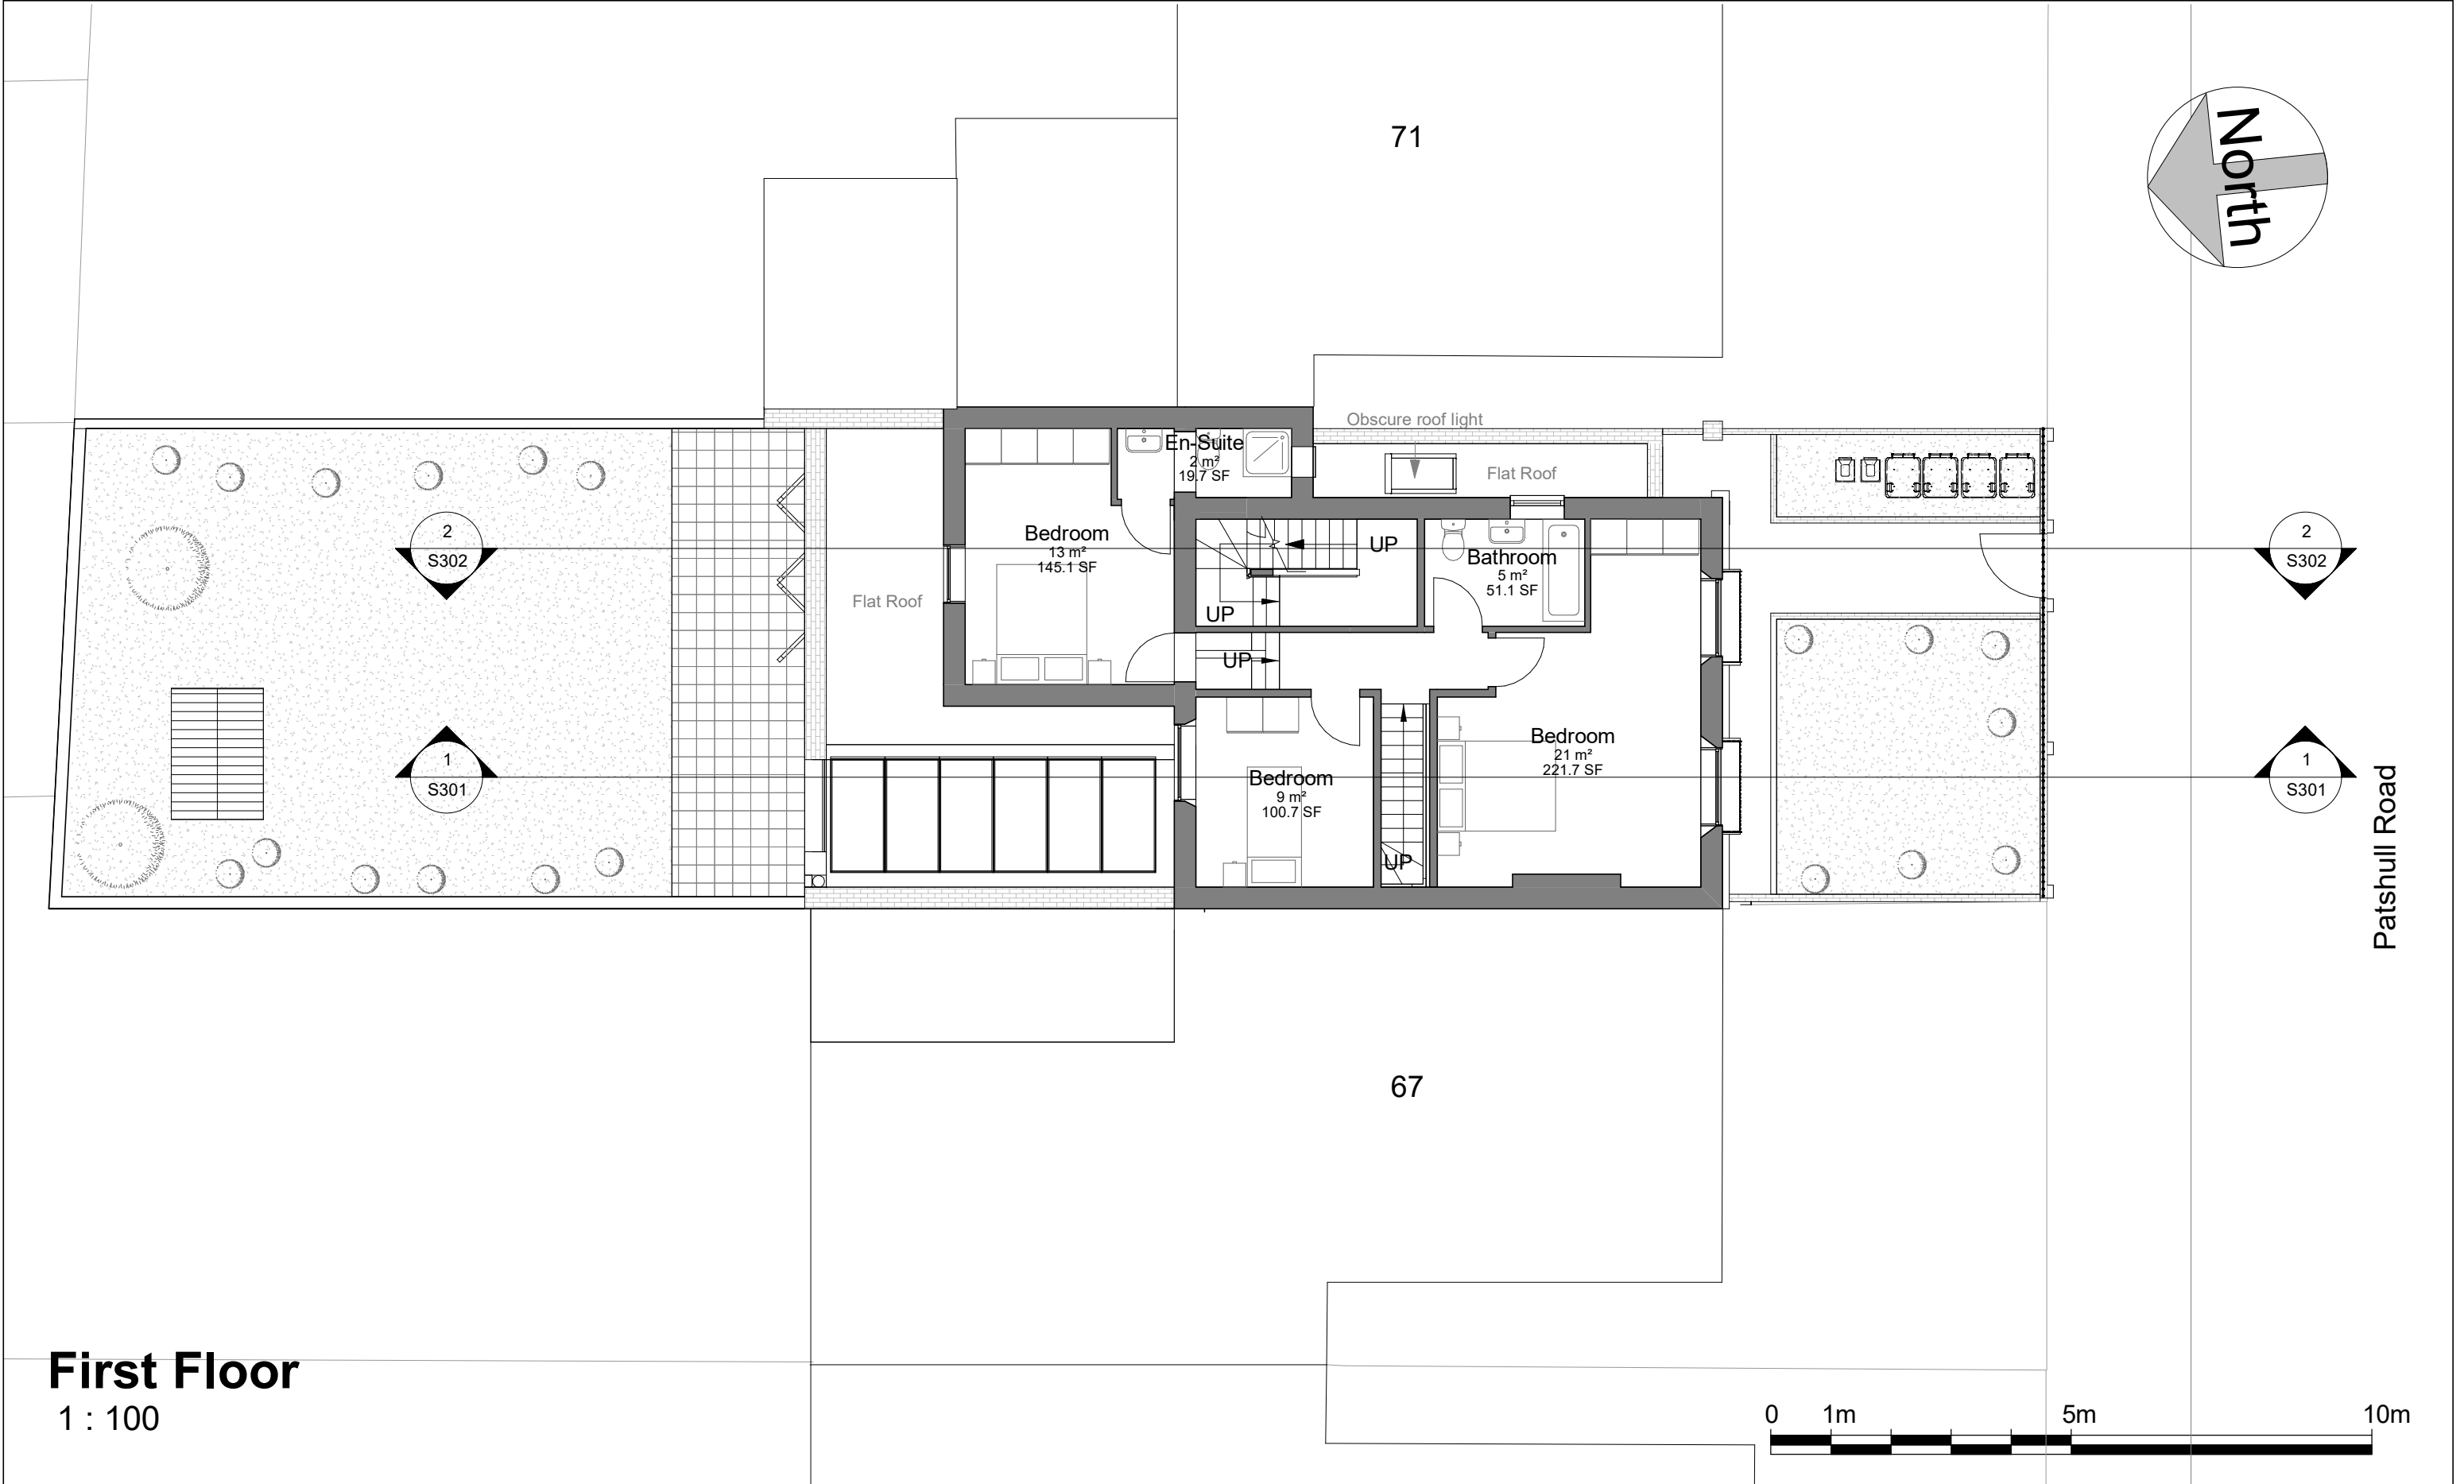 71
North
Obscure roof light
En-Suite
2 m²
19.7 SF
Flat Roof
Bedroom
13 m²
145.1 SF
UP
Bathroom
5 m²
51.1 SF
2
S302
2
S302
Flat Roof
UP
UP
Bedroom
21 m²
221.7 SF
Bedroom
9 m²
100.7 SF
1
S301
1
S301
UP
Patshull Road
67
First Floor
1 : 100
0 1m 5m 10m